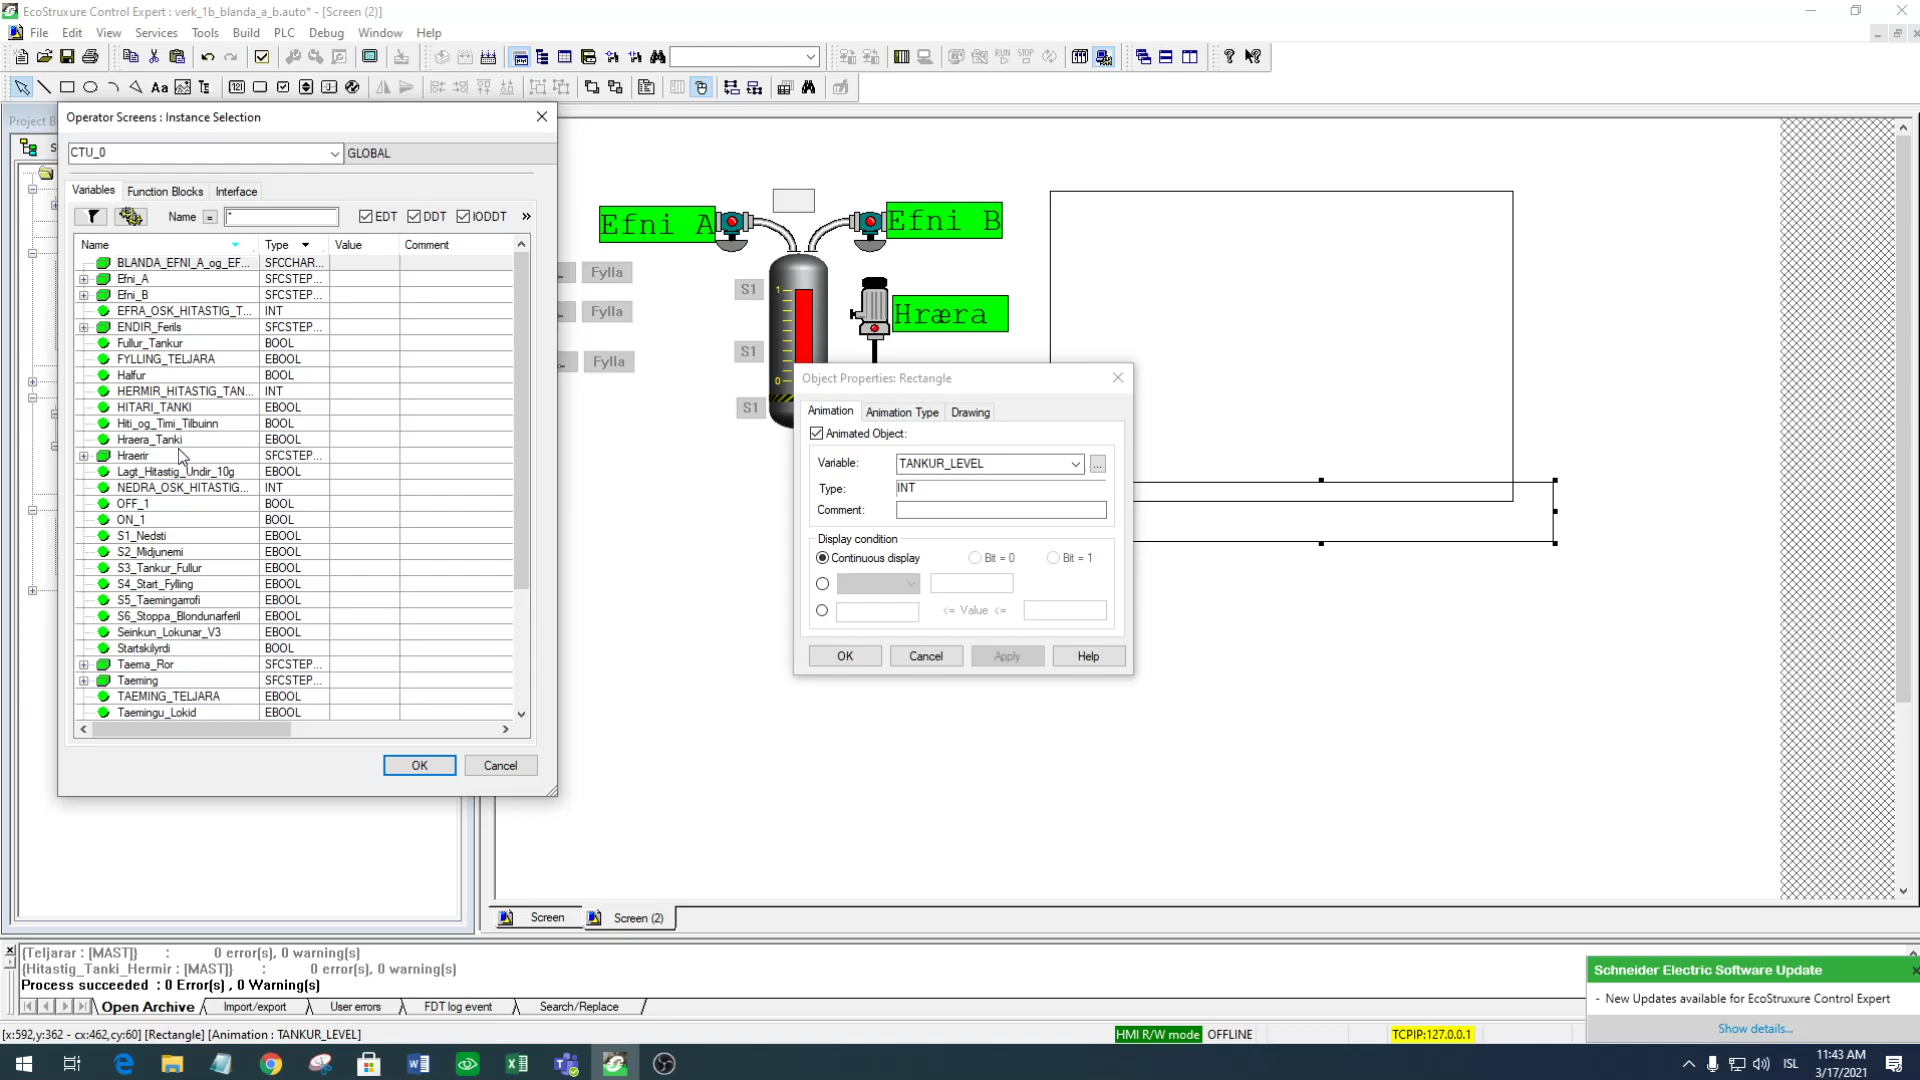 EcoStruxure Control Expert : verk_1b_blanda_a_b.auto* - [Screen (2)]
File Edit View Services Tools Build PLC Debug Window Help
Operator Screens : Instance Selection
CTU_0 GLOBAL
Variables Function Blocks Interface
Name = * EDT DDT IODDT »
Name Type Value Comment
BLANDA_EFNI_A_og_EF... SFCCHAR...
Efni_A SFCSTEP...
Efni_B SFCSTEP...
EFRA_OSK_HITASTIG_T... INT
ENDIR_Ferils SFCSTEP...
Fullur_Tankur BOOL
FYLLING_TELJARA EBOOL
Halfur BOOL
HERMIR_HITASTIG_TAN... INT
HITARI_TANKI EBOOL
Hiti_og_Timi_Tilbuinn BOOL
Hraera_Tanki EBOOL
Hraerir SFCSTEP...
Lagt_Hitastig_Undir_10g EBOOL
NEDRA_OSK_HITASTIG... INT
OFF_1 BOOL
ON_1 BOOL
S1_Nedsti EBOOL
S2_Midjunemi EBOOL
S3_Tankur_Fullur EBOOL
S4_Start_Fylling EBOOL
S5_Taemingarrofi EBOOL
S6_Stoppa_Blondunarferil EBOOL
Seinkun_Lokunar_V3 EBOOL
Startskilyrdi BOOL
Taema_Ror SFCSTEP...
Taeming SFCSTEP...
TAEMING_TELJARA EBOOL
Taemingu_Lokid EBOOL
OK Cancel
Efni A Efni B
Fylla
S1 1
Fylla
Hræra
S1
Fylla
0
S1
Object Properties: Rectangle
Animation Animation Type Drawing
Animated Object:
Variable: TANKUR_LEVEL ...
Type: INT
Comment:
Display condition
Continuous display Bit = 0 Bit = 1
<= Value <=
OK Cancel Apply Help
Screen Screen (2)
{Teljarar : [MAST]} : 0 error(s), 0 warning(s)
{Hitastig_Tanki_Hermir : [MAST]} : 0 error(s), 0 warning(s)
Process succeeded : 0 Error(s) , 0 Warning(s)
Open Archive Import/export User errors FDT log event Search/Replace
Schneider Electric Software Update
- New Updates available for EcoStruxure Control Expert
Show details...
[x:592,y:362 - cx:462,cy:60] [Rectangle] [Animation : TANKUR_LEVEL]
HMI R/W mode OFFLINE TCPIP:127.0.0.1
ISL
11:43 AM
3/17/2021